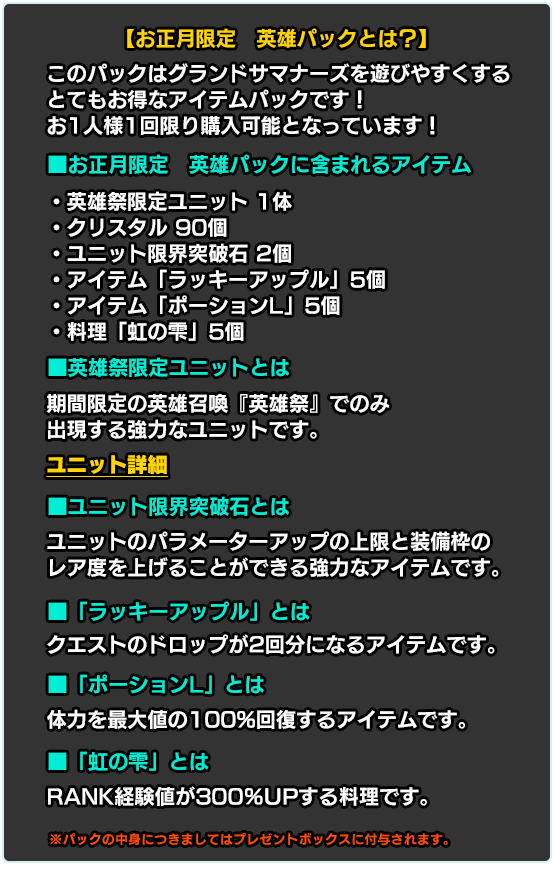 【お正月限定　英雄パックとは？】
このパックはグランドサマナーズを遊びやすくする
とてもお得なアイテムパックです！
お1人様1回限り購入可能となっています！
■お正月限定　英雄パックに含まれるアイテム
・英雄祭限定ユニット 1体
・クリスタル 90個
・ユニット限界突破石 2個
・アイテム「ラッキーアップル」5個
・アイテム「ポーションL」5個
・料理「虹の雫」5個
■英雄祭限定ユニットとは
期間限定の英雄召喚『英雄祭』でのみ
出現する強力なユニットです。
ユニット詳細
■ユニット限界突破石とは
ユニットのパラメーターアップの上限と装備枠の
レア度を上げることができる強力なアイテムです。
■「ラッキーアップル」とは
クエストのドロップが2回分になるアイテムです。
■「ポーションL」とは
体力を最大値の100%回復するアイテムです。
■「虹の雫」とは
RANK経験値が300%UPする料理です。
※パックの中身につきましてはプレゼントボックスに付与されます。